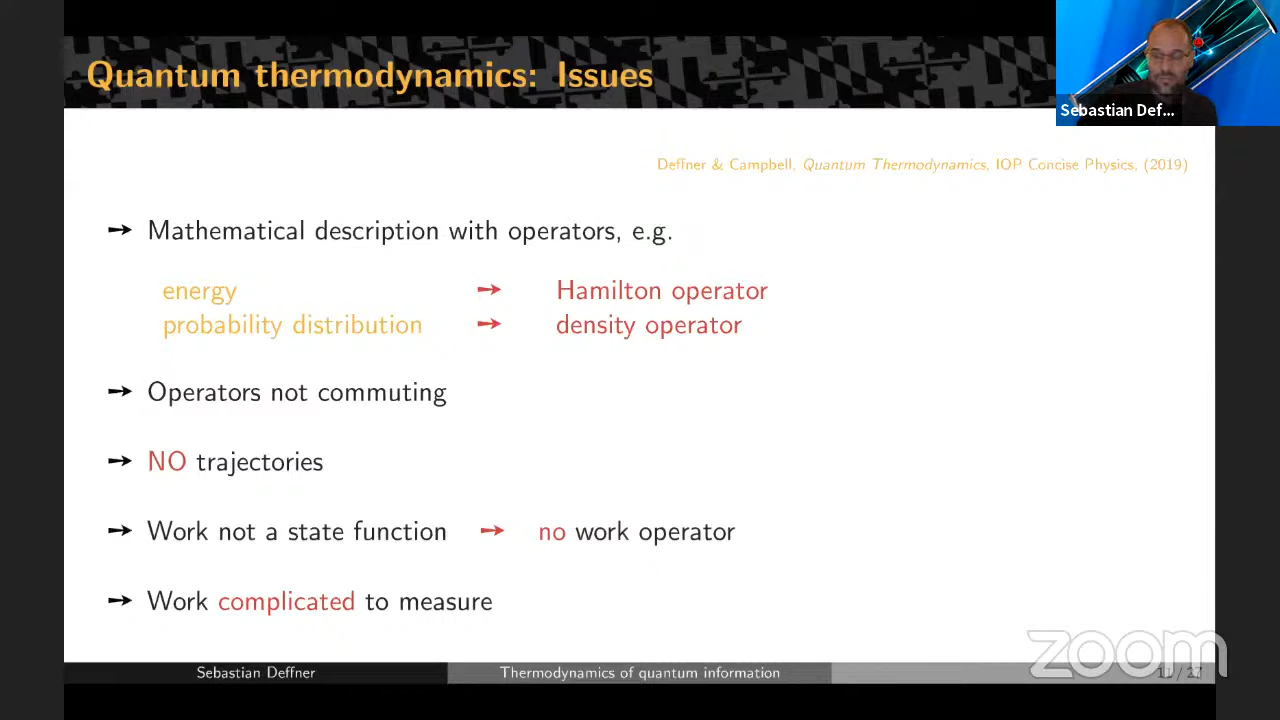 Quantum thermodynamics: Issues
Sebastian Def...
Deffner & Campbell, Quantum Thermodynamics, IOP Concise Physics, (2019)
➙ Mathematical description with operators, e.g.
energy ➙ Hamilton operator
probability distribution ➙ density operator
➙ Operators not commuting
➙ NO trajectories
➙ Work not a state function ➙ no work operator
➙ Work complicated to measure
zoom
Sebastian Deffner Thermodynamics of quantum information 11 / 27